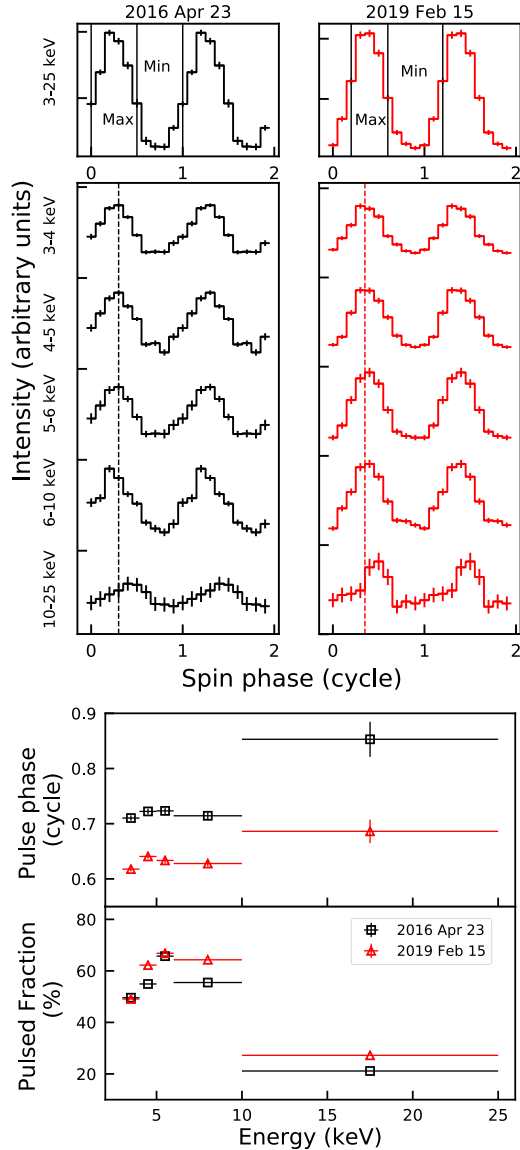 2016 Apr 23
2019 Feb 15
3–25 keV
Max
Min
Max
Min
0 1 2
0 1 2
Intensity (arbitrary units)
3–4 keV
4–5 keV
5–6 keV
6–10 keV
10–25 keV
0 1 2
0 1 2
Spin phase (cycle)
Pulse phase
(cycle)
0.9
0.8
0.7
0.6
Pulsed Fraction
(%)
80
60
40
20
2016 Apr 23
2019 Feb 15
5 10 15 20 25
Energy (keV)